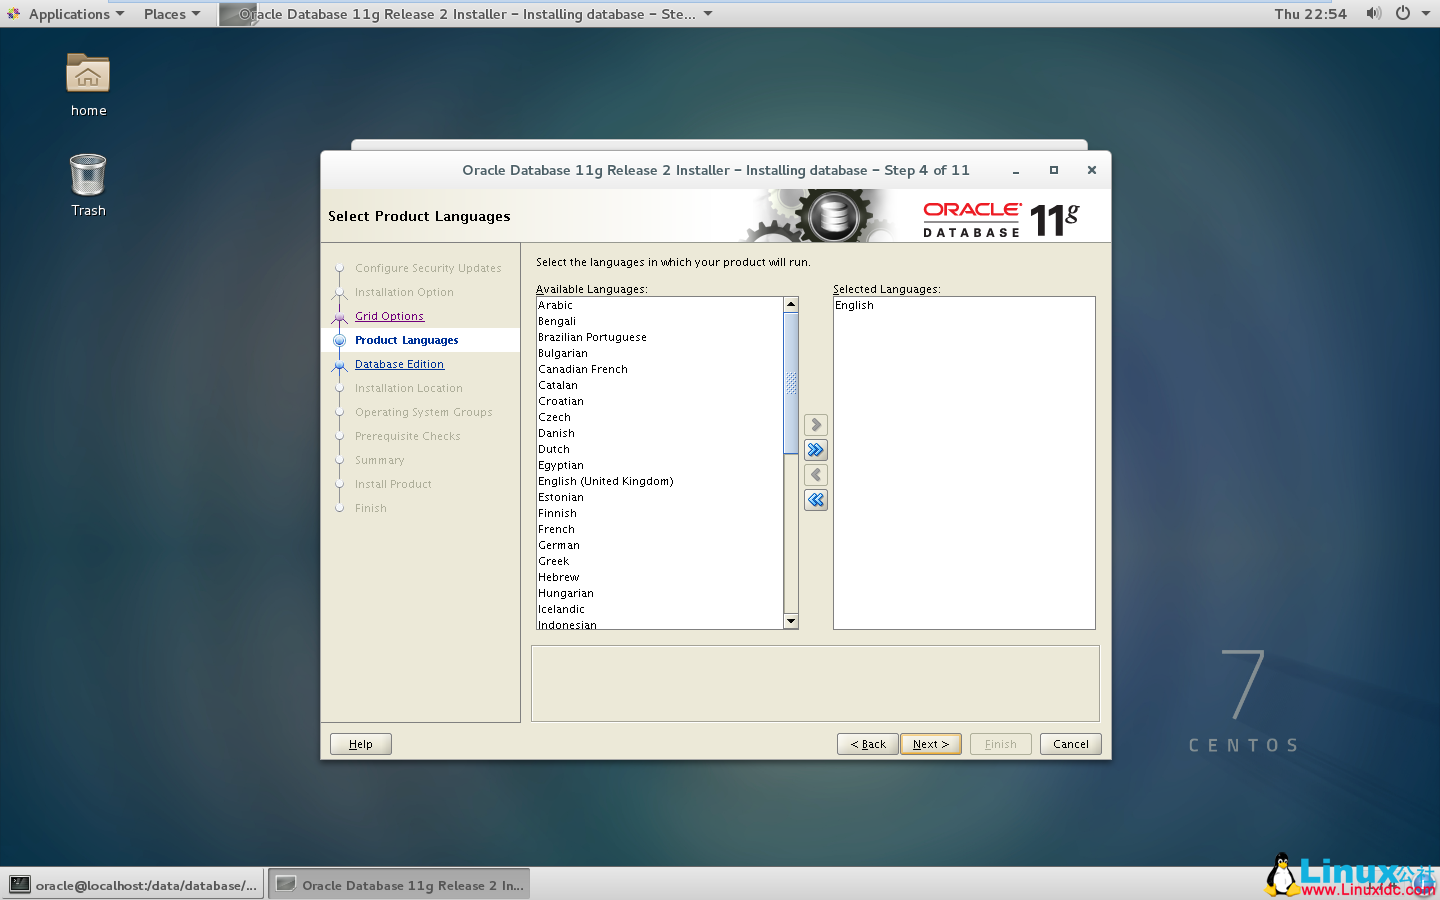 Applications Places Oracle Database 11g Release 2 Installer – Installing database – Ste... Thu 22:54
home
Trash
Oracle Database 11g Release 2 Installer – Installing database – Step 4 of 11
Select Product Languages
ORACLE
DATABASE 11g
Configure Security Updates
Installation Option
Grid Options
Product Languages
Database Edition
Installation Location
Operating System Groups
Prerequisite Checks
Summary
Install Product
Finish
Select the languages in which your product will run.
Available Languages:
Arabic
Bengali
Brazilian Portuguese
Bulgarian
Canadian French
Catalan
Croatian
Czech
Danish
Dutch
Egyptian
English (United Kingdom)
Estonian
Finnish
French
German
Greek
Hebrew
Hungarian
Icelandic
Indonesian
Selected Languages:
English
Help < Back Next > Finish Cancel
7
CENTOS
oracle@localhost:/data/database/... Oracle Database 11g Release 2 In...
Linux公社
www.Linuxidc.com